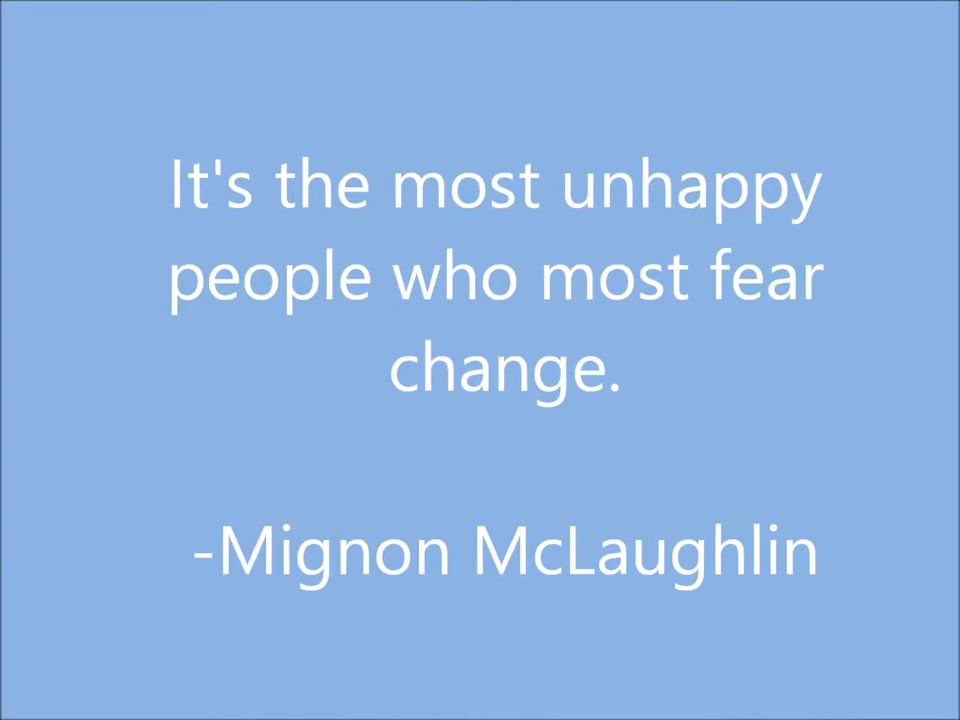 It's the most unhappy
people who most fear
change.
-Mignon McLaughlin